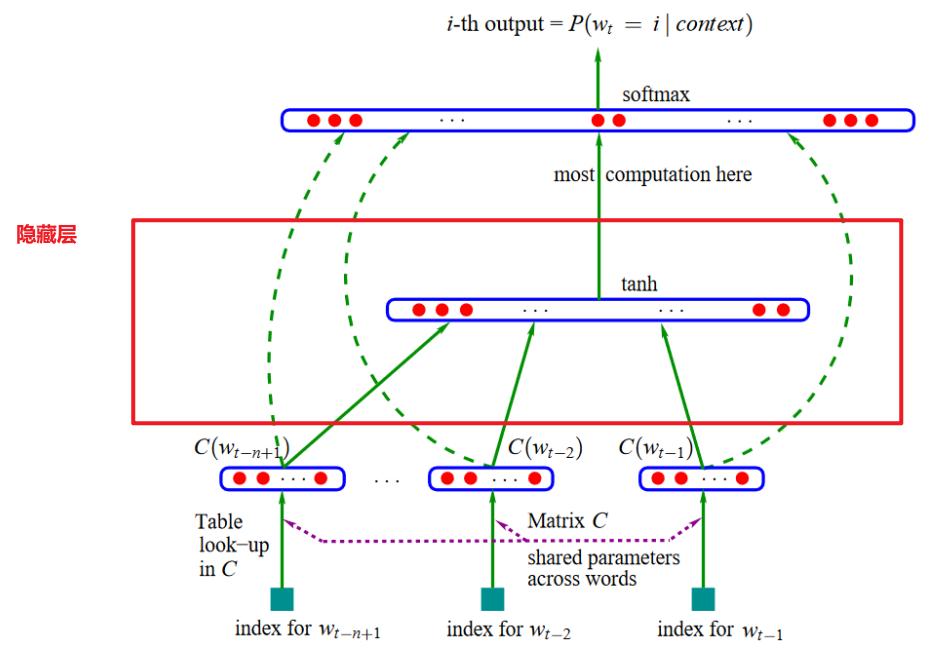 i-th output = P(w_t = i | context)
softmax
. . .
. . .
most computation here
隐藏层
tanh
. . .
. . .
C(w_{t−n+1})
C(w_{t−2})
C(w_{t−1})
. . .
. . .
. . .
. . .
Table
look−up
in C
Matrix C
shared parameters
across words
index for w_{t−n+1}
index for w_{t−2}
index for w_{t−1}